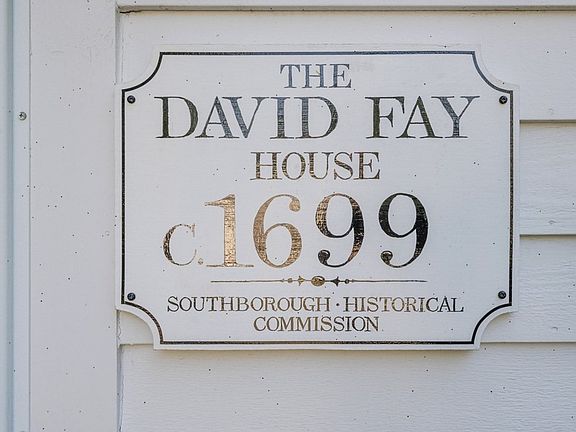 THE
DAVID FAY
HOUSE
C. 1699
SOUTHBOROUGH · HISTORICAL
COMMISSION